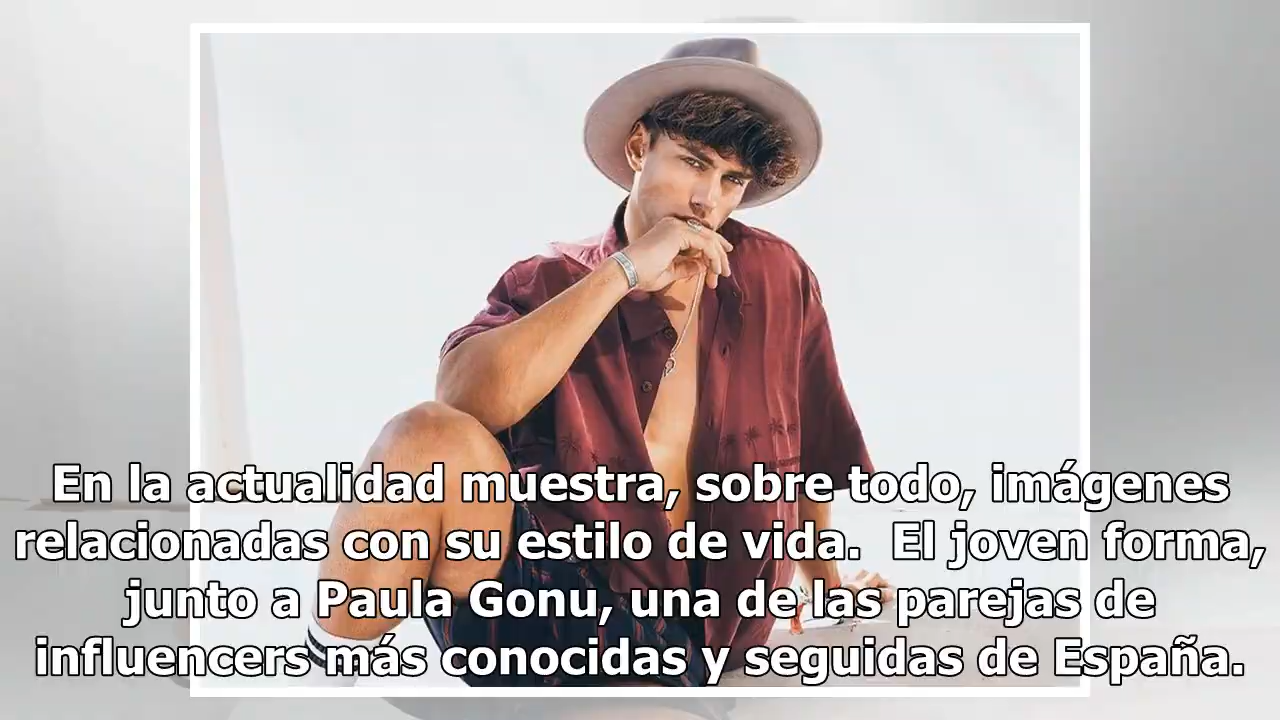 En la actualidad muestra, sobre todo, imágenes
relacionadas con su estilo de vida.  El joven forma,
junto a Paula Gonu, una de las parejas de
influencers más conocidas y seguidas de España.